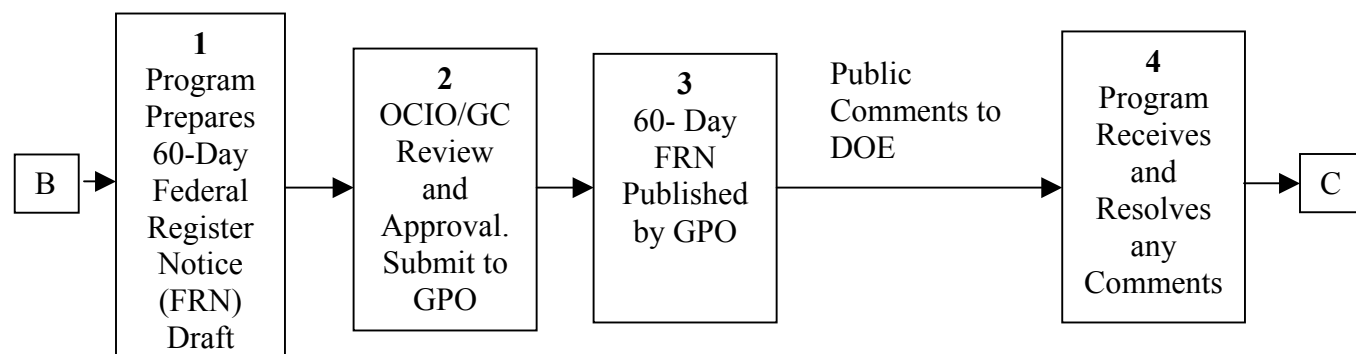 B
1
Program
Prepares
60-Day
Federal
Register
Notice
(FRN)
Draft
2
OCIO/GC
Review
and
Approval.
Submit to
GPO
3
60- Day
FRN
Published
by GPO
Public
Comments to
DOE
4
Program
Receives
and
Resolves
any
Comments
C